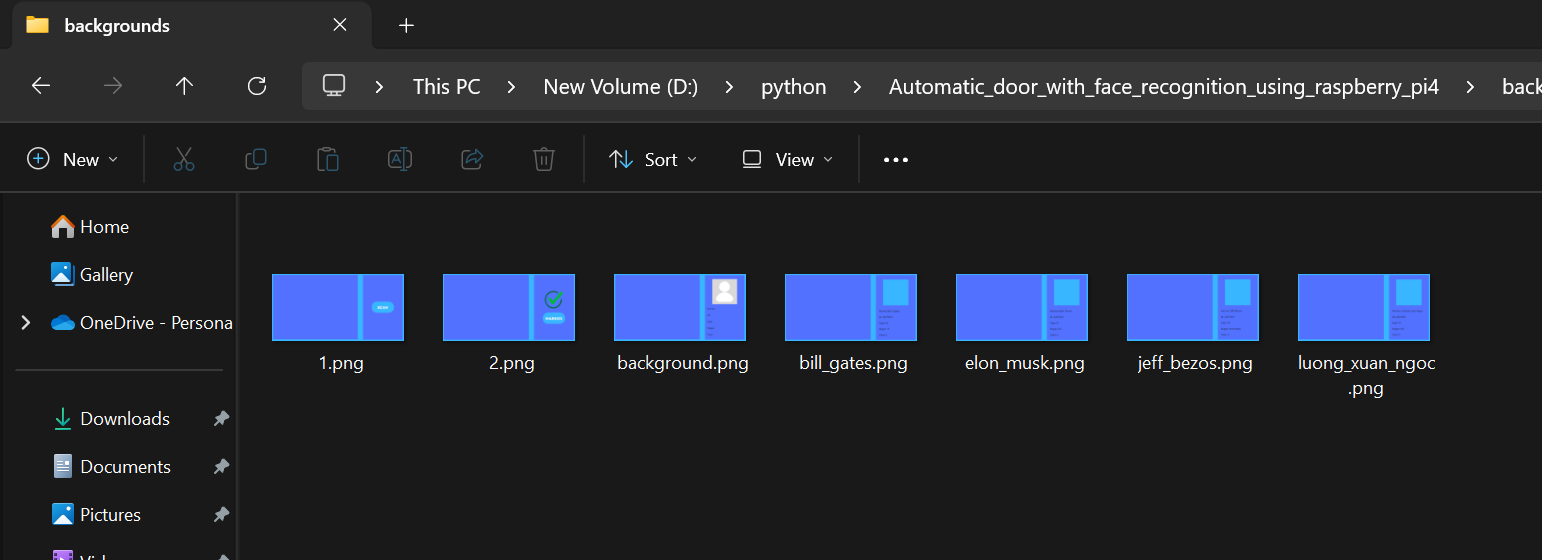 backgrounds
This PC
New Volume (D:)
python
Automatic_door_with_face_recognition_using_raspberry_pi4
New
Sort
View
Home
Gallery
OneDrive - Persona
Downloads
Documents
Pictures
1.png
2.png
background.png
bill_gates.png
elon_musk.png
jeff_bezos.png
luong_xuan_ngoc
.png